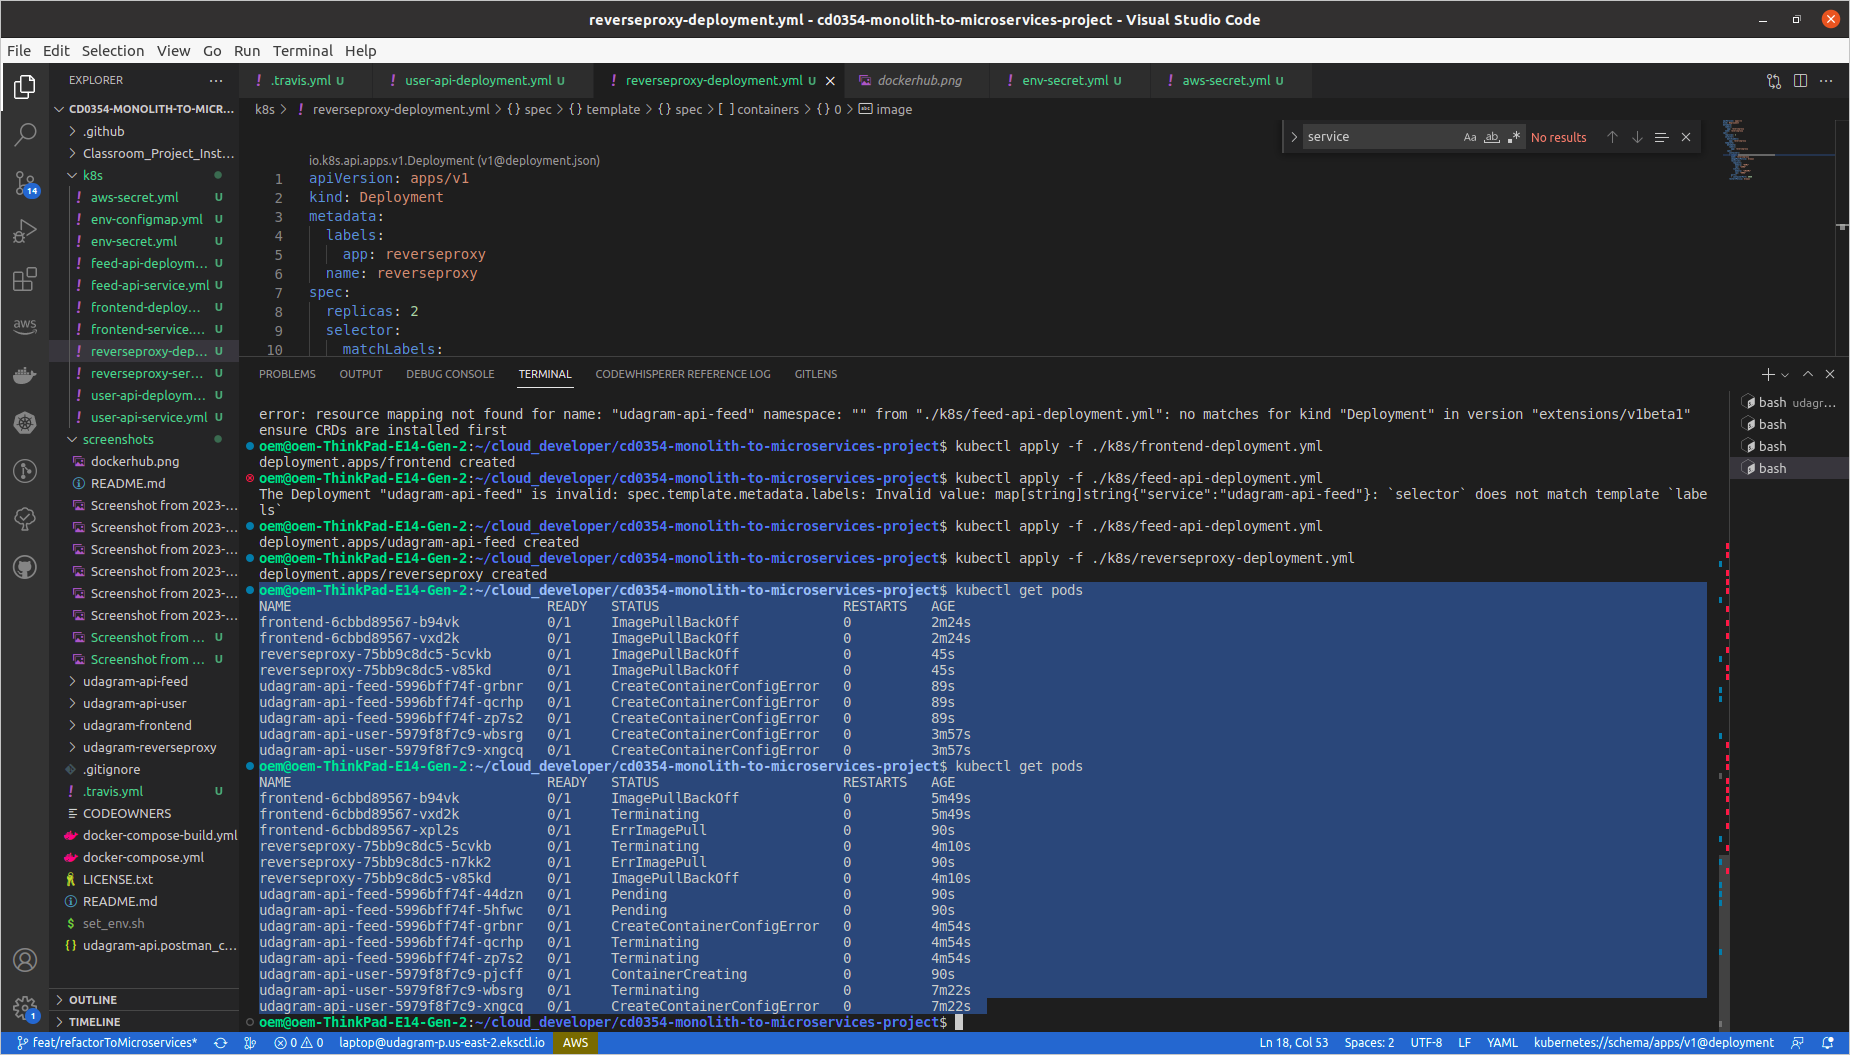 reverseproxy-deployment.yml - cd0354-monolith-to-microservices-project - Visual Studio Code
File Edit Selection View Go Run Terminal Help
EXPLORER ···
CD0354-MONOLITH-TO-MICR...
.github
Classroom_Project_Inst...
k8s
aws-secret.yml U
env-configmap.yml U
env-secret.yml U
feed-api-deploym... U
feed-api-service.yml U
frontend-deploy... U
frontend-service.... U
reverseproxy-dep... U
reverseproxy-ser... U
user-api-deploym... U
user-api-service.yml U
screenshots
dockerhub.png
README.md
Screenshot from 2023-...
Screenshot from 2023-...
Screenshot from 2023-...
Screenshot from 2023-...
Screenshot from 2023-...
Screenshot from 2023-...
Screenshot from ... U
Screenshot from ... U
udagram-api-feed
udagram-api-user
udagram-frontend
udagram-reverseproxy
.gitignore
.travis.yml U
CODEOWNERS
docker-compose-build.yml
docker-compose.yml
LICENSE.txt
README.md
set_env.sh
udagram-api.postman_c...
OUTLINE
TIMELINE
14
aws
1
.travis.yml U user-api-deployment.yml U reverseproxy-deployment.yml U dockerhub.png env-secret.yml U aws-secret.yml U
k8s > reverseproxy-deployment.yml > {} spec > {} template > {} spec > [ ] containers > {} 0 > image
service Aa ab .* No results
io.k8s.api.apps.v1.Deployment (v1@deployment.json)
1 apiVersion: apps/v1
2 kind: Deployment
3 metadata:
4 labels:
5 app: reverseproxy
6 name: reverseproxy
7 spec:
8 replicas: 2
9 selector:
10 matchLabels:
PROBLEMS OUTPUT DEBUG CONSOLE TERMINAL CODEWHISPERER REFERENCE LOG GITLENS
bash udagr...
bash
bash
bash
error: resource mapping not found for name: "udagram-api-feed" namespace: "" from "./k8s/feed-api-deployment.yml": no matches for kind "Deployment" in version "extensions/v1beta1"
ensure CRDs are installed first
oem@oem-ThinkPad-E14-Gen-2:~/cloud_developer/cd0354-monolith-to-microservices-project$ kubectl apply -f ./k8s/frontend-deployment.yml
deployment.apps/frontend created
oem@oem-ThinkPad-E14-Gen-2:~/cloud_developer/cd0354-monolith-to-microservices-project$ kubectl apply -f ./k8s/feed-api-deployment.yml
The Deployment "udagram-api-feed" is invalid: spec.template.metadata.labels: Invalid value: map[string]string{"service":"udagram-api-feed"}: `selector` does not match template `labe
ls`
oem@oem-ThinkPad-E14-Gen-2:~/cloud_developer/cd0354-monolith-to-microservices-project$ kubectl apply -f ./k8s/feed-api-deployment.yml
deployment.apps/udagram-api-feed created
oem@oem-ThinkPad-E14-Gen-2:~/cloud_developer/cd0354-monolith-to-microservices-project$ kubectl apply -f ./k8s/reverseproxy-deployment.yml
deployment.apps/reverseproxy created
oem@oem-ThinkPad-E14-Gen-2:~/cloud_developer/cd0354-monolith-to-microservices-project$ kubectl get pods
NAME READY STATUS RESTARTS AGE
frontend-6cbbd89567-b94vk 0/1 ImagePullBackOff 0 2m24s
frontend-6cbbd89567-vxd2k 0/1 ImagePullBackOff 0 2m24s
reverseproxy-75bb9c8dc5-5cvkb 0/1 ImagePullBackOff 0 45s
reverseproxy-75bb9c8dc5-v85kd 0/1 ImagePullBackOff 0 45s
udagram-api-feed-5996bff74f-grbnr 0/1 CreateContainerConfigError 0 89s
udagram-api-feed-5996bff74f-qcrhp 0/1 CreateContainerConfigError 0 89s
udagram-api-feed-5996bff74f-zp7s2 0/1 CreateContainerConfigError 0 89s
udagram-api-user-5979f8f7c9-wbsrg 0/1 CreateContainerConfigError 0 3m57s
udagram-api-user-5979f8f7c9-xngcq 0/1 CreateContainerConfigError 0 3m57s
oem@oem-ThinkPad-E14-Gen-2:~/cloud_developer/cd0354-monolith-to-microservices-project$ kubectl get pods
NAME READY STATUS RESTARTS AGE
frontend-6cbbd89567-b94vk 0/1 ImagePullBackOff 0 5m49s
frontend-6cbbd89567-vxd2k 0/1 Terminating 0 5m49s
frontend-6cbbd89567-xpl2s 0/1 ErrImagePull 0 90s
reverseproxy-75bb9c8dc5-5cvkb 0/1 Terminating 0 4m10s
reverseproxy-75bb9c8dc5-n7kk2 0/1 ErrImagePull 0 90s
reverseproxy-75bb9c8dc5-v85kd 0/1 ImagePullBackOff 0 4m10s
udagram-api-feed-5996bff74f-44dzn 0/1 Pending 0 90s
udagram-api-feed-5996bff74f-5hfwc 0/1 Pending 0 90s
udagram-api-feed-5996bff74f-grbnr 0/1 CreateContainerConfigError 0 4m54s
udagram-api-feed-5996bff74f-qcrhp 0/1 Terminating 0 4m54s
udagram-api-feed-5996bff74f-zp7s2 0/1 Terminating 0 4m54s
udagram-api-user-5979f8f7c9-pjcff 0/1 ContainerCreating 0 90s
udagram-api-user-5979f8f7c9-wbsrg 0/1 Terminating 0 7m22s
udagram-api-user-5979f8f7c9-xngcq 0/1 CreateContainerConfigError 0 7m22s
oem@oem-ThinkPad-E14-Gen-2:~/cloud_developer/cd0354-monolith-to-microservices-project$
feat/refactorToMicroservices* 0 0 laptop@udagram-p.us-east-2.eksctl.io AWS Ln 18, Col 53 Spaces: 2 UTF-8 LF YAML kubernetes://schema/apps/v1@deployment